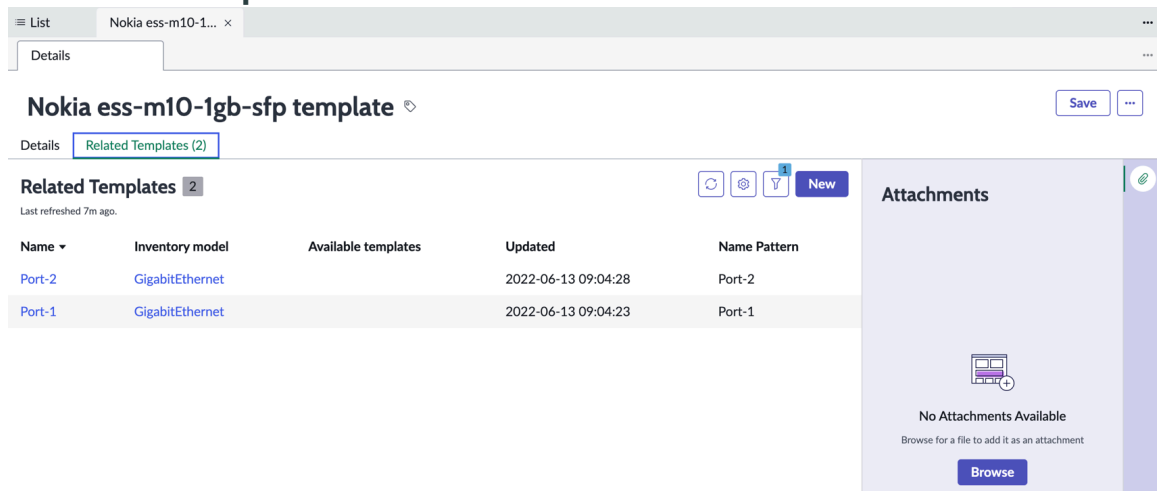 List
Nokia ess-m10-1... ×
Details
Nokia ess-m10-1gb-sfp template
Save
Details
Related Templates (2)
Related Templates 2
1
New
Last refreshed 7m ago.
Name Inventory model Available templates Updated Name Pattern
Port-2 GigabitEthernet 2022-06-13 09:04:28 Port-2
Port-1 GigabitEthernet 2022-06-13 09:04:23 Port-1
Attachments
No Attachments Available
Browse for a file to add it as an attachment
Browse